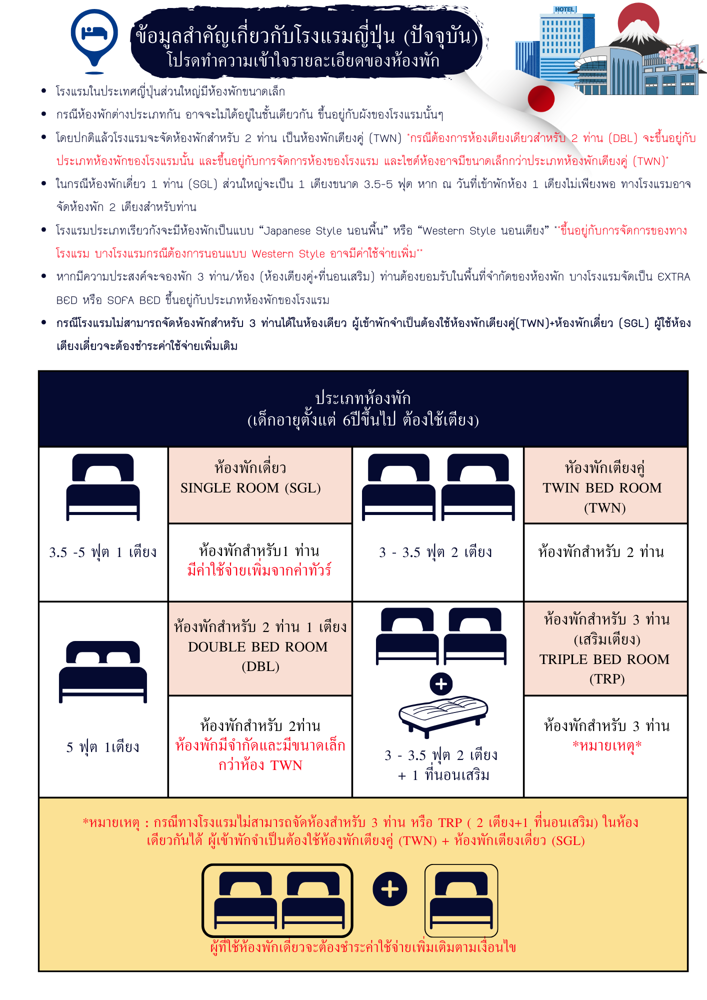 HOTEL
ข้อมูลสำคัญเกี่ยวกับโรงแรมญี่ปุ่น (ปัจจุบัน)
โปรดทำความเข้าใจรายละเอียดของห้องพัก
• โรงแรมในประเทศญี่ปุ่นส่วนใหญ่มีห้องพักขนาดเล็ก
• กรณีห้องพักต่างประเภทกัน อาจจะไม่ได้อยู่ในชั้นเดียวกัน ขึ้นอยู่กับผังของโรงแรมนั้นๆ
• โดยปกติแล้วโรงแรมจะจัดห้องพักสำหรับ 2 ท่าน เป็นห้องพักเตียงคู่ (TWN) *กรณีต้องการห้องเตียงเดียวสำหรับ 2 ท่าน (DBL) จะขึ้นอยู่กับ
ประเภทห้องพักของโรงแรมนั้น และขึ้นอยู่กับการจัดการห้องของโรงแรม และไซต์ห้องอาจมีขนาดเล็กกว่าประเภทห้องพักเตียงคู่ (TWN)*
• ในกรณีห้องพักเดี่ยว 1 ท่าน (SGL) ส่วนใหญ่จะเป็น 1 เตียงขนาด 3.5-5 ฟุต หาก ณ วันที่เข้าพักห้อง 1 เตียงไม่เพียงพอ ทางโรงแรมอาจ
จัดห้องพัก 2 เตียงสำหรับท่าน
• โรงแรมประเภทเรียวกังจะมีห้องพักเป็นแบบ “Japanese Style นอนพื้น” หรือ “Western Style นอนเตียง” **ขึ้นอยู่กับการจัดการของทาง
โรงแรม บางโรงแรมกรณีต้องการนอนแบบ Western Style อาจมีค่าใช้จ่ายเพิ่ม**
• หากมีความประสงค์จะจองพัก 3 ท่าน/ห้อง (ห้องเตียงคู่+ที่นอนเสริม) ท่านต้องยอมรับในพื้นที่จำกัดของห้องพัก บางโรงแรมจัดเป็น EXTRA
BED หรือ SOFA BED ขึ้นอยู่กับประเภทห้องพักของโรงแรม
• กรณีโรงแรมไม่สามารถจัดห้องพักสำหรับ 3 ท่านได้ในห้องเดียว ผู้เข้าพักจำเป็นต้องใช้ห้องพักเตียงคู่(TWN)+ห้องพักเดี่ยว (SGL) ผู้ใช้ห้อง
เตียงเดี่ยวจะต้องชำระค่าใช้จ่ายเพิ่มเติม
ประเภทห้องพัก
(เด็กอายุตั้งแต่ 6ปีขึ้นไป ต้องใช้เตียง)
3.5 -5 ฟุต 1 เตียง
ห้องพักเดี่ยว
SINGLE ROOM (SGL)
ห้องพักสำหรับ1 ท่าน
มีค่าใช้จ่ายเพิ่มจากค่าทัวร์
3 - 3.5 ฟุต 2 เตียง
ห้องพักเตียงคู่
TWIN BED ROOM
(TWN)
ห้องพักสำหรับ 2 ท่าน
5 ฟุต 1เตียง
ห้องพักสำหรับ 2 ท่าน 1 เตียง
DOUBLE BED ROOM
(DBL)
ห้องพักสำหรับ 2ท่าน
ห้องพักมีจำกัดและมีขนาดเล็ก
กว่าห้อง TWN
3 - 3.5 ฟุต 2 เตียง
+ 1 ที่นอนเสริม
ห้องพักสำหรับ 3 ท่าน
(เสริมเตียง)
TRIPLE BED ROOM
(TRP)
ห้องพักสำหรับ 3 ท่าน
*หมายเหตุ*
*หมายเหตุ : กรณีทางโรงแรมไม่สามารถจัดห้องสำหรับ 3 ท่าน หรือ TRP ( 2 เตียง+1 ที่นอนเสริม) ในห้อง
เดียวกันได้ ผู้เข้าพักจำเป็นต้องใช้ห้องพักเตียงคู่ (TWN) + ห้องพักเตียงเดี่ยว (SGL)
ผู้ที่ใช้ห้องพักเดี่ยวจะต้องชำระค่าใช้จ่ายเพิ่มเติมตามเงื่อนไข